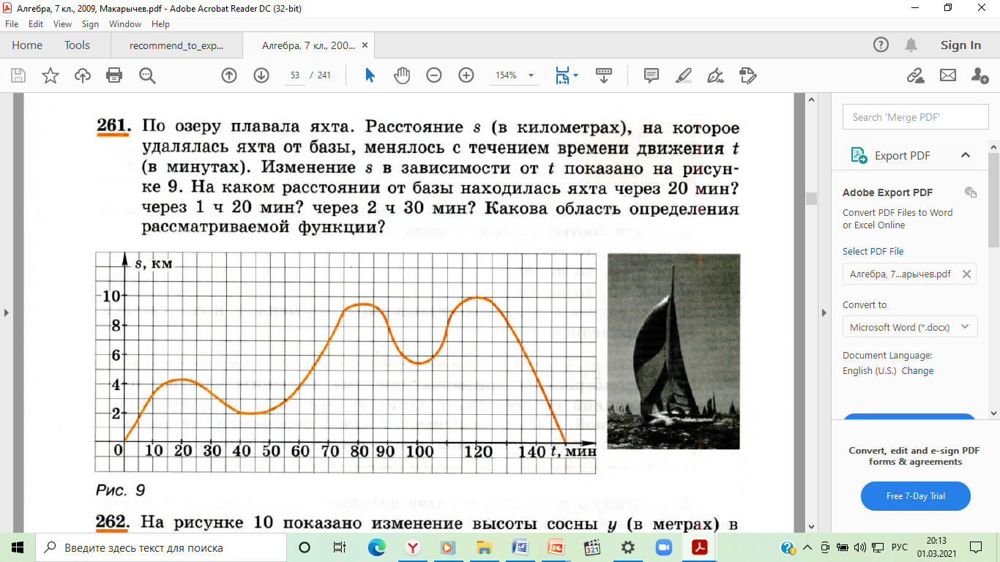 Алгебра, 7 кл., 2009, Макарычев.pdf - Adobe Acrobat Reader DC (32-bit)
File Edit View Sign Window Help
Home Tools recommend_to_exp... Алгебра, 7 кл., 200... × Sign In
53 / 241 154%
261. По озеру плавала яхта. Расстояние s (в километрах), на которое
удалялась яхта от базы, менялось с течением времени движения t
(в минутах). Изменение s в зависимости от t показано на рисун-
ке 9. На каком расстоянии от базы находилась яхта через 20 мин?
через 1 ч 20 мин? через 2 ч 30 мин? Какова область определения
рассматриваемой функции?
s, км
10
8
6
4
2
0 10 20 30 40 50 60 70 80 90 100 120 140 t, мин
Рис. 9
262. На рисунке 10 показано изменение высоты сосны y (в метрах) в
Search 'Merge PDF'
Export PDF
Adobe Export PDF
Convert PDF Files to Word
or Excel Online
Select PDF File
Алгебра, 7...арычев.pdf
Convert to
Microsoft Word (*.docx)
Document Language:
English (U.S.) Change
Convert, edit and e-sign PDF
forms & agreements
Free 7-Day Trial
Введите здесь текст для поиска
321
РУС
20:13
01.03.2021